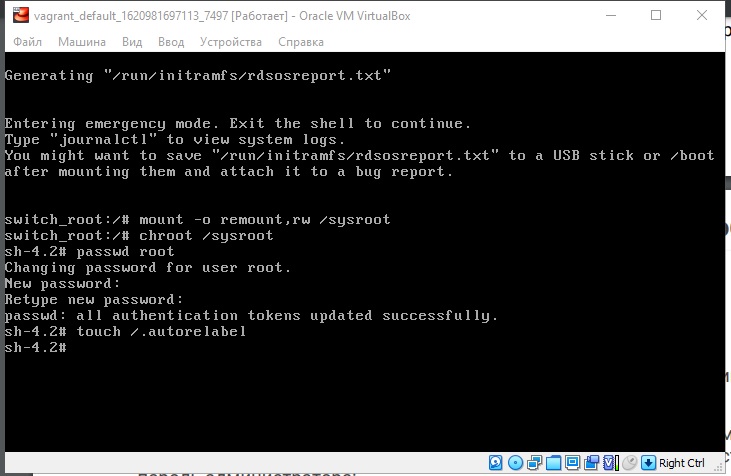 vagrant_default_1620981697113_7497 [Работает] - Oracle VM VirtualBox
Файл Машина Вид Ввод Устройства Справка
Generating "/run/initramfs/rdsosreport.txt"
Entering emergency mode. Exit the shell to continue.
Type "journalctl" to view system logs.
You might want to save "/run/initramfs/rdsosreport.txt" to a USB stick or /boot
after mounting them and attach it to a bug report.
switch_root:/# mount -o remount,rw /sysroot
switch_root:/# chroot /sysroot
sh-4.2# passwd root
Changing password for user root.
New password:
Retype new password:
passwd: all authentication tokens updated successfully.
sh-4.2# touch /.autorelabel
sh-4.2#
Right Ctrl